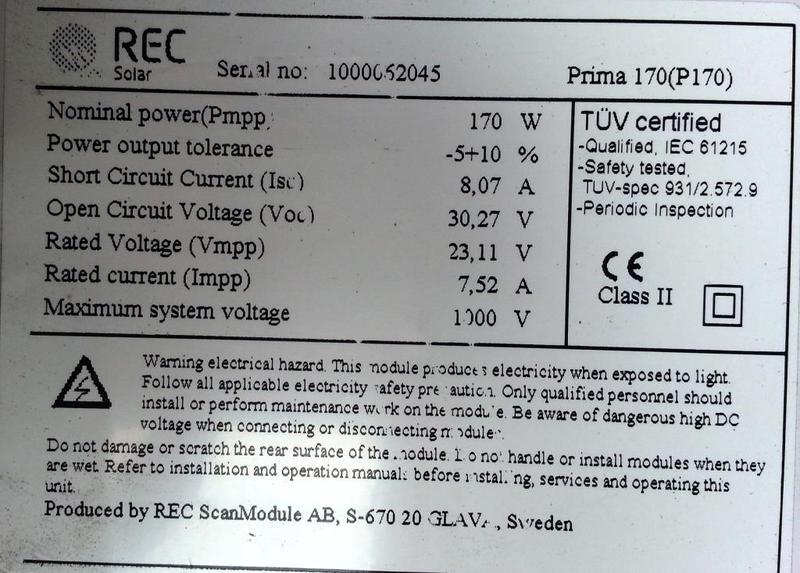 REC
Solar
Serial no: 1000062045
Prima 170(P170)
Nominal power(Pmpp)
170 W
Power output tolerance
-5+10 %
Short Circuit Current (Isc)
8,07 A
Open Circuit Voltage (Voc)
30,27 V
Rated Voltage (Vmpp)
23,11 V
Rated current (Impp)
7,52 A
Maximum system voltage
1000 V
TÜV certified
-Qualified, IEC 61215
-Safety tested,
TUV-spec 931/2.572.9
-Periodic Inspection
CE
Class II
Warning electrical hazard. This module produces electricity when exposed to light.
Follow all applicable electricity safety precaution. Only qualified personnel should
install or perform maintenance work on the module. Be aware of dangerous high DC
voltage when connecting or disconnecting modules.
Do not damage or scratch the rear surface of the module. Do not handle or install modules when they
are wet. Refer to installation and operation manuals before installing, services and operating this
unit.
Produced by REC ScanModule AB, S-670 20 GLAVA, Sweden